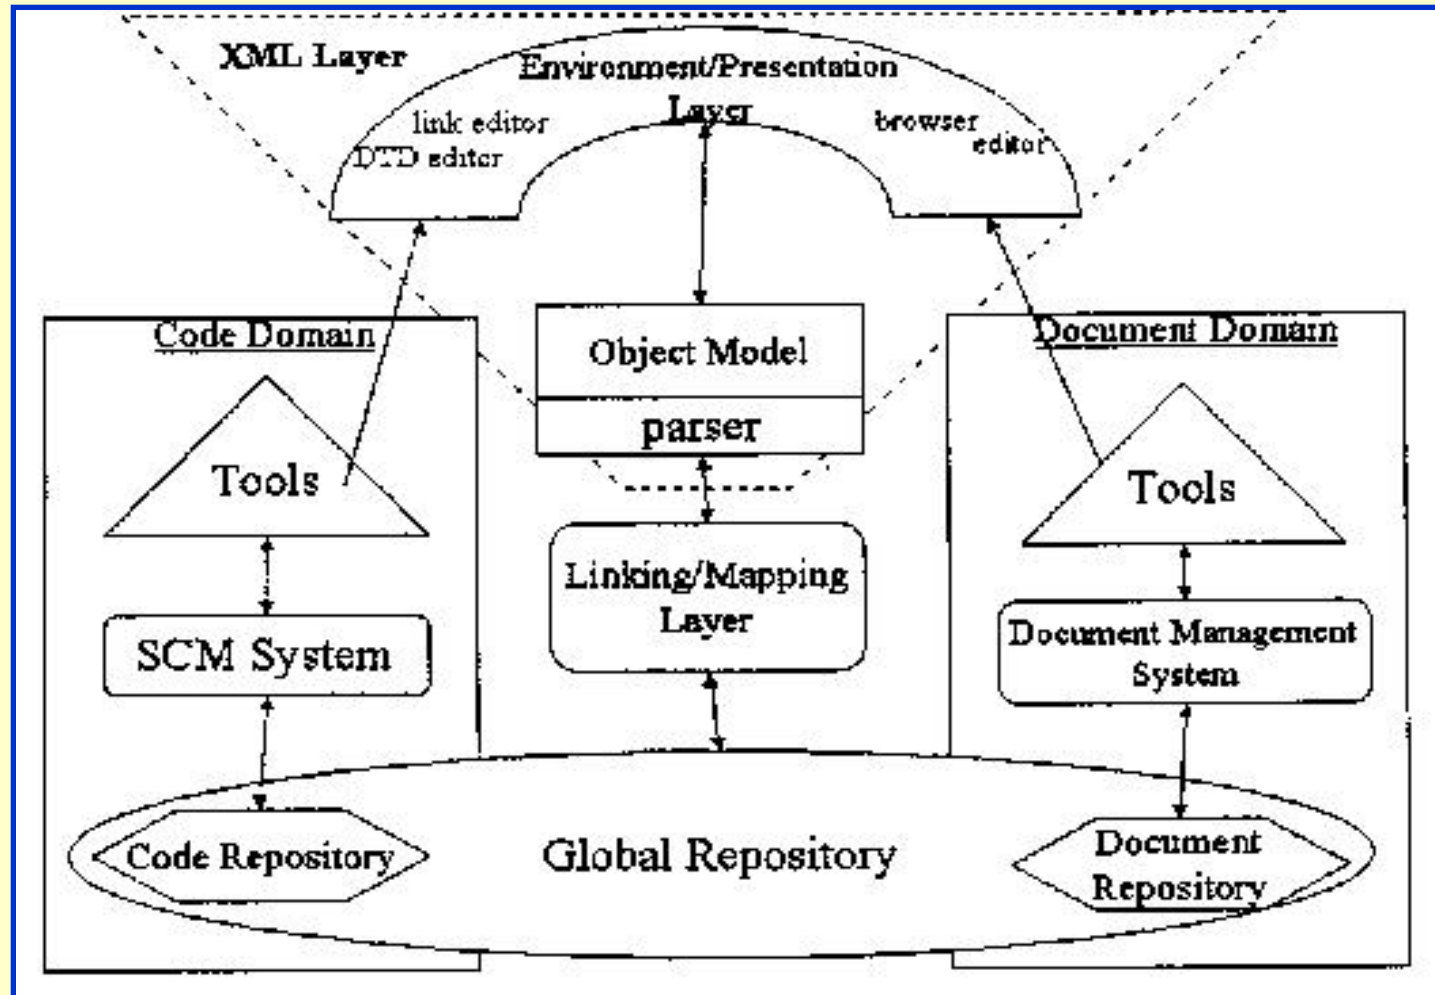 XML Layer
Environment/Presentation
Layer
link editor
DTD editor
browser
editor
Code Domain
Tools
SCM System
Code Repository
Object Model
parser
Linking/Mapping
Layer
Global Repository
Document Domain
Tools
Document Management
System
Document
Repository